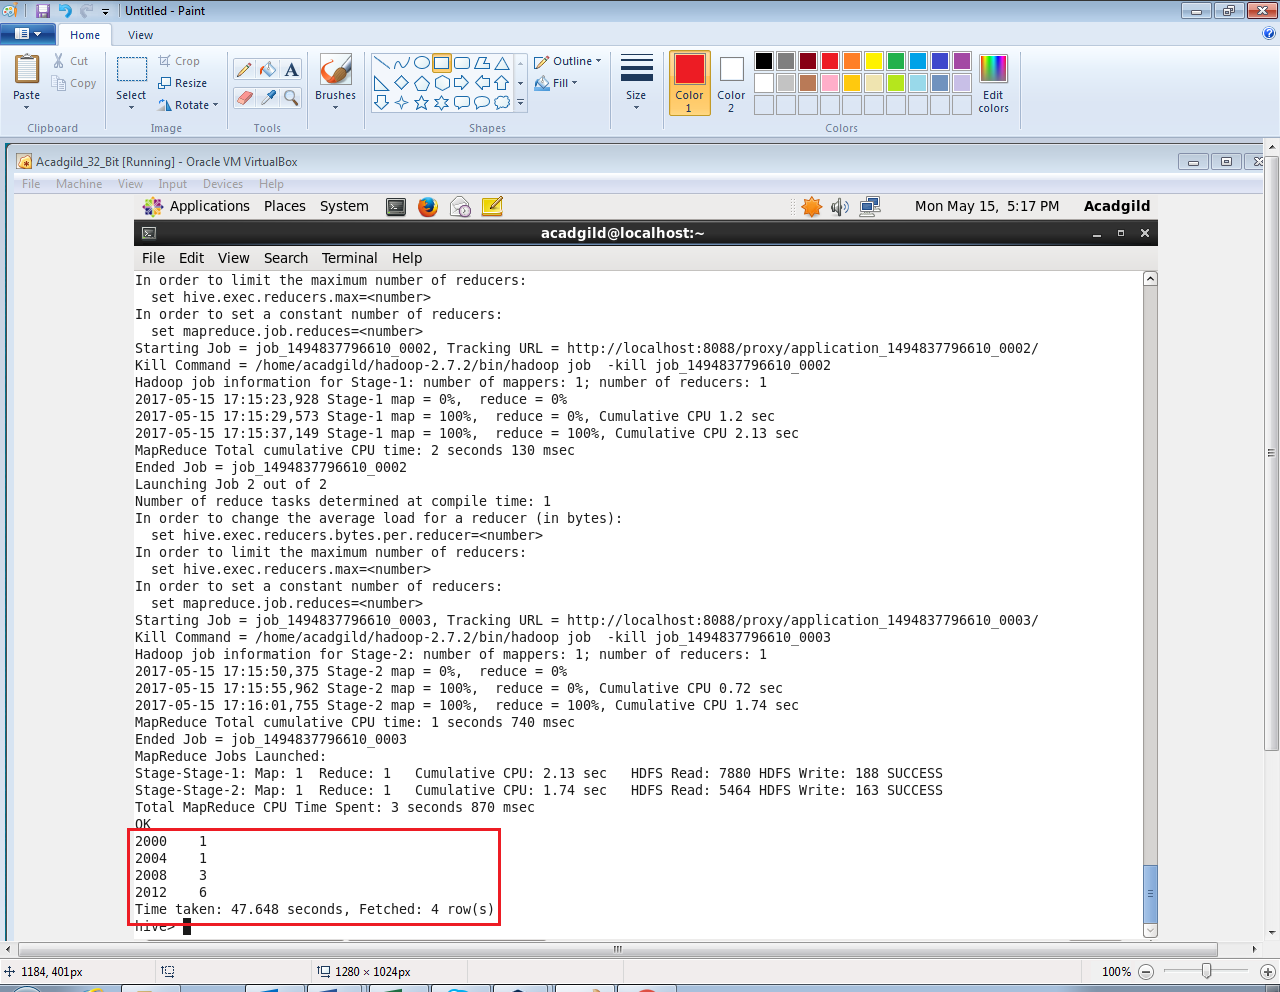 Untitled - Paint
Home View
Paste
Cut
Copy
Clipboard
Select
Crop
Resize
Rotate
Image
A
Tools
Brushes
Outline
Fill
Shapes
Size
Color 1
Color 2
Edit colors
Colors
Acadgild_32_Bit [Running] - Oracle VM VirtualBox
File Machine View Input Devices Help
Applications Places System Mon May 15, 5:17 PM Acadgild
acadgild@localhost:~
File Edit View Search Terminal Help
In order to limit the maximum number of reducers:
  set hive.exec.reducers.max=<number>
In order to set a constant number of reducers:
  set mapreduce.job.reduces=<number>
Starting Job = job_1494837796610_0002, Tracking URL = http://localhost:8088/proxy/application_1494837796610_0002/
Kill Command = /home/acadgild/hadoop-2.7.2/bin/hadoop job  -kill job_1494837796610_0002
Hadoop job information for Stage-1: number of mappers: 1; number of reducers: 1
2017-05-15 17:15:23,928 Stage-1 map = 0%,  reduce = 0%
2017-05-15 17:15:29,573 Stage-1 map = 100%,  reduce = 0%, Cumulative CPU 1.2 sec
2017-05-15 17:15:37,149 Stage-1 map = 100%,  reduce = 100%, Cumulative CPU 2.13 sec
MapReduce Total cumulative CPU time: 2 seconds 130 msec
Ended Job = job_1494837796610_0002
Launching Job 2 out of 2
Number of reduce tasks determined at compile time: 1
In order to change the average load for a reducer (in bytes):
  set hive.exec.reducers.bytes.per.reducer=<number>
In order to limit the maximum number of reducers:
  set hive.exec.reducers.max=<number>
In order to set a constant number of reducers:
  set mapreduce.job.reduces=<number>
Starting Job = job_1494837796610_0003, Tracking URL = http://localhost:8088/proxy/application_1494837796610_0003/
Kill Command = /home/acadgild/hadoop-2.7.2/bin/hadoop job  -kill job_1494837796610_0003
Hadoop job information for Stage-2: number of mappers: 1; number of reducers: 1
2017-05-15 17:15:50,375 Stage-2 map = 0%,  reduce = 0%
2017-05-15 17:15:55,962 Stage-2 map = 100%,  reduce = 0%, Cumulative CPU 0.72 sec
2017-05-15 17:16:01,755 Stage-2 map = 100%,  reduce = 100%, Cumulative CPU 1.74 sec
MapReduce Total cumulative CPU time: 1 seconds 740 msec
Ended Job = job_1494837796610_0003
MapReduce Jobs Launched:
Stage-Stage-1: Map: 1  Reduce: 1   Cumulative CPU: 2.13 sec   HDFS Read: 7880 HDFS Write: 188 SUCCESS
Stage-Stage-2: Map: 1  Reduce: 1   Cumulative CPU: 1.74 sec   HDFS Read: 5464 HDFS Write: 163 SUCCESS
Total MapReduce CPU Time Spent: 3 seconds 870 msec
OK
2000    1
2004    1
2008    3
2012    6
Time taken: 47.648 seconds, Fetched: 4 row(s)
hive>
1184, 401px 1280 × 1024px 100%